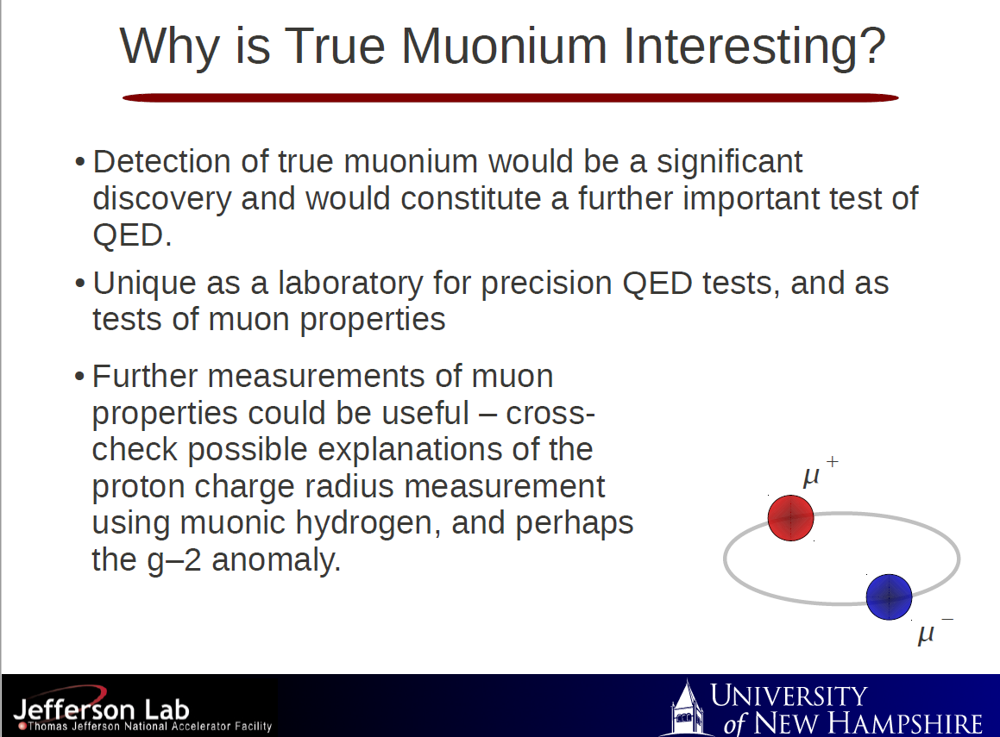 Why is True Muonium Interesting?
• Detection of true muonium would be a significant
discovery and would constitute a further important test of
QED.
• Unique as a laboratory for precision QED tests, and as
tests of muon properties
• Further measurements of muon
properties could be useful – cross-
check possible explanations of the
proton charge radius measurement
using muonic hydrogen, and perhaps
the g–2 anomaly.
μ +
μ −
Jefferson Lab
Thomas Jefferson National Accelerator Facility
UNIVERSITY
of NEW HAMPSHIRE